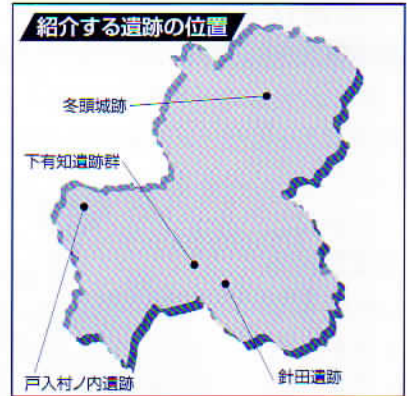 紹介する遺跡の位置
冬頭城跡
下有知遺跡群
戸入村ノ内遺跡
針田遺跡